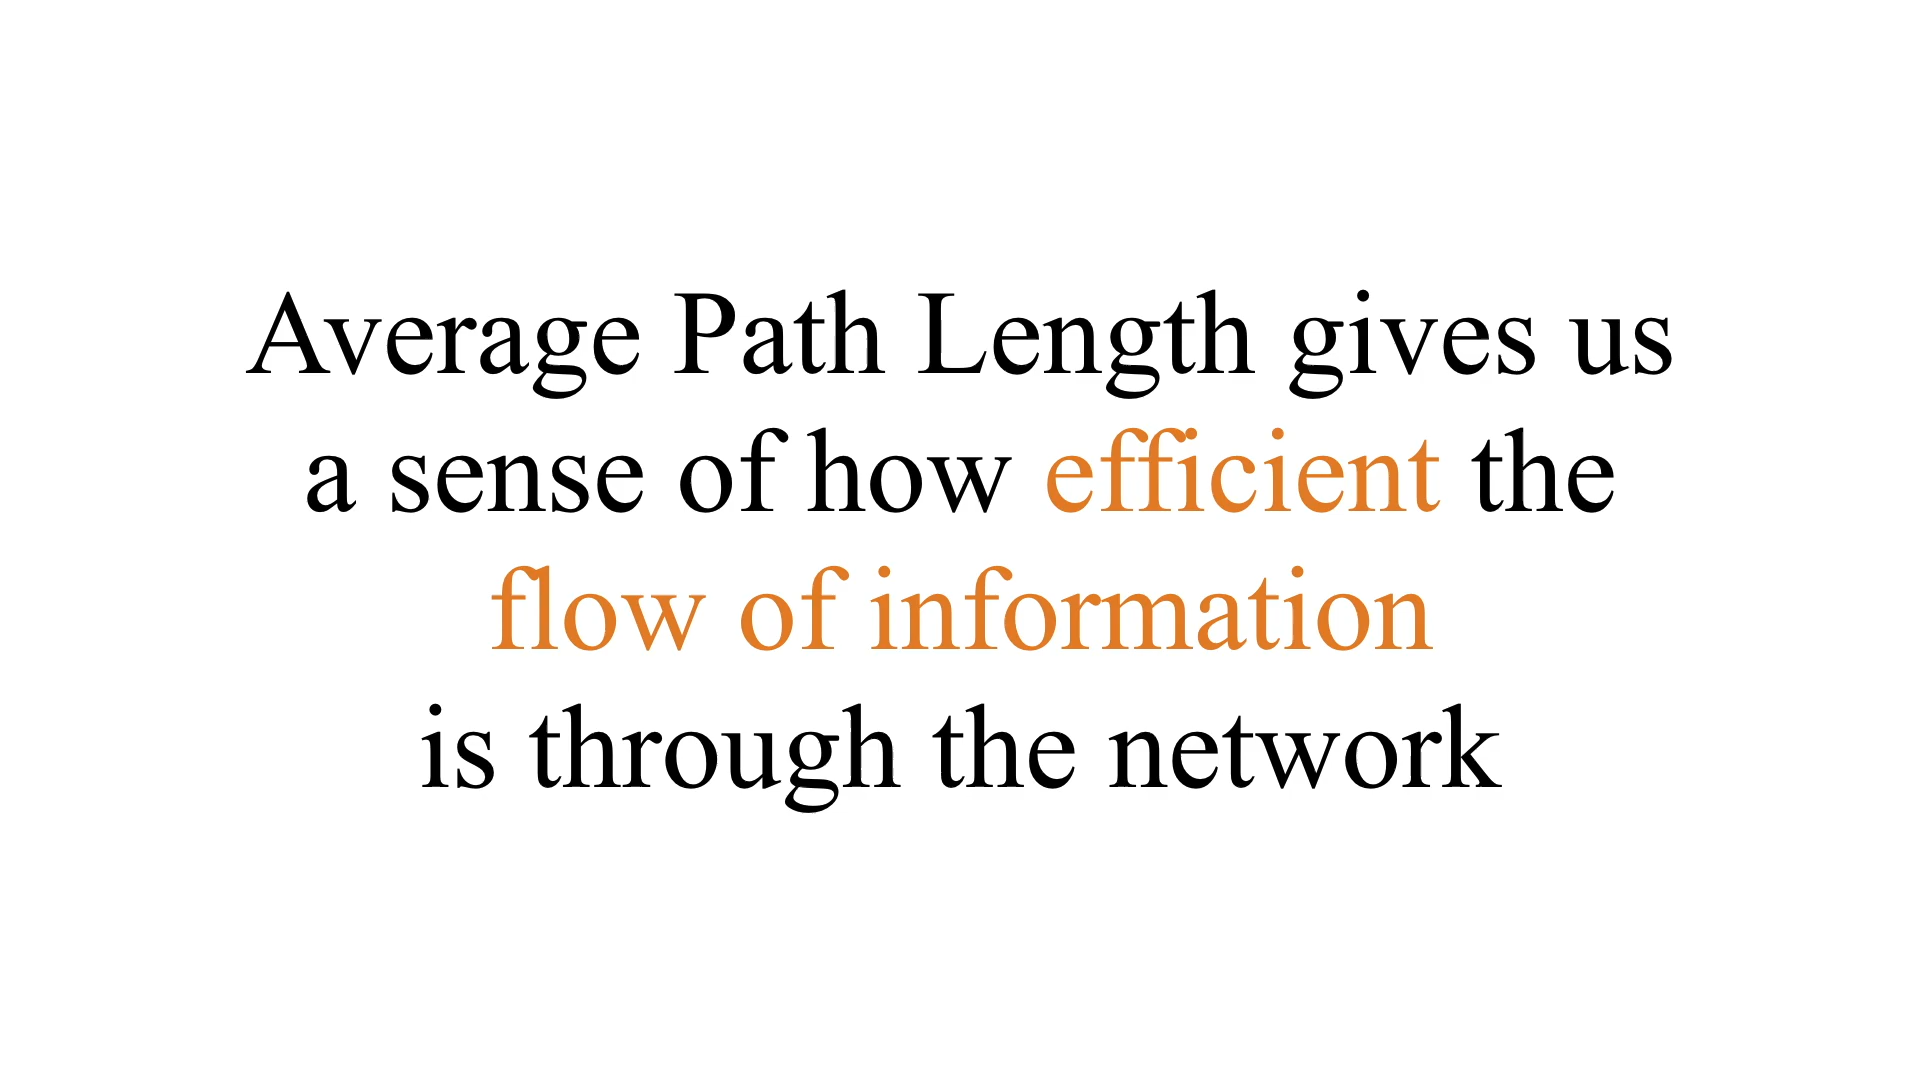 Average Path Length gives us
a sense of how efficient the
flow of information
is through the network